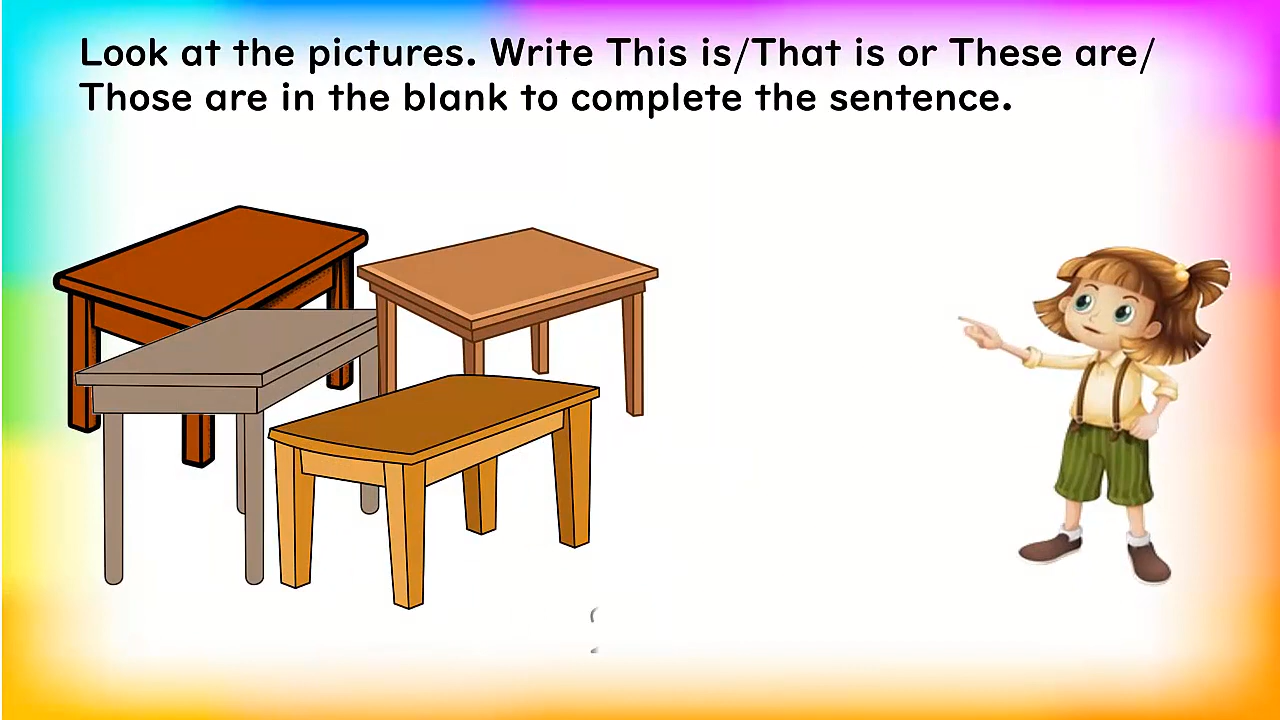 Look at the pictures. Write This is/That is or These are/
Those are in the blank to complete the sentence.